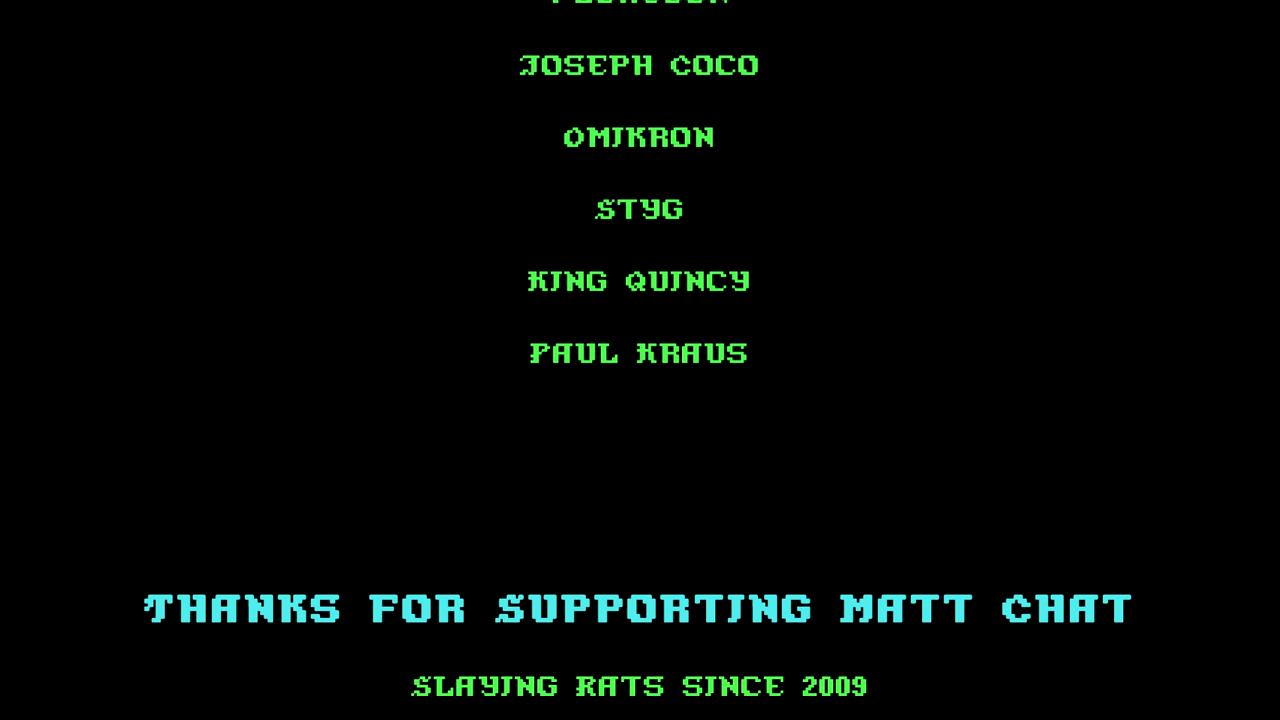 JOSEPH COCO
OMIKRON
STYG
KING QUINCY
PAUL KRAUS
THANKS FOR SUPPORTING MATT CHAT
SLAYING RATS SINCE 2009